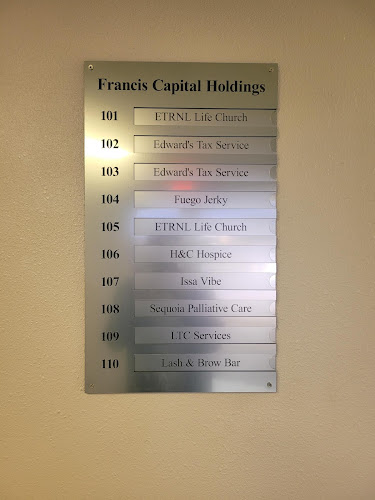 Francis Capital Holdings
101 ETRNL Life Church
102 Edward's Tax Service
103 Edward's Tax Service
104 Fuego Jerky
105 ETRNL Life Church
106 H&C Hospice
107 Issa Vibe
108 Sequoia Palliative Care
109 LTC Services
110 Lash & Brow Bar